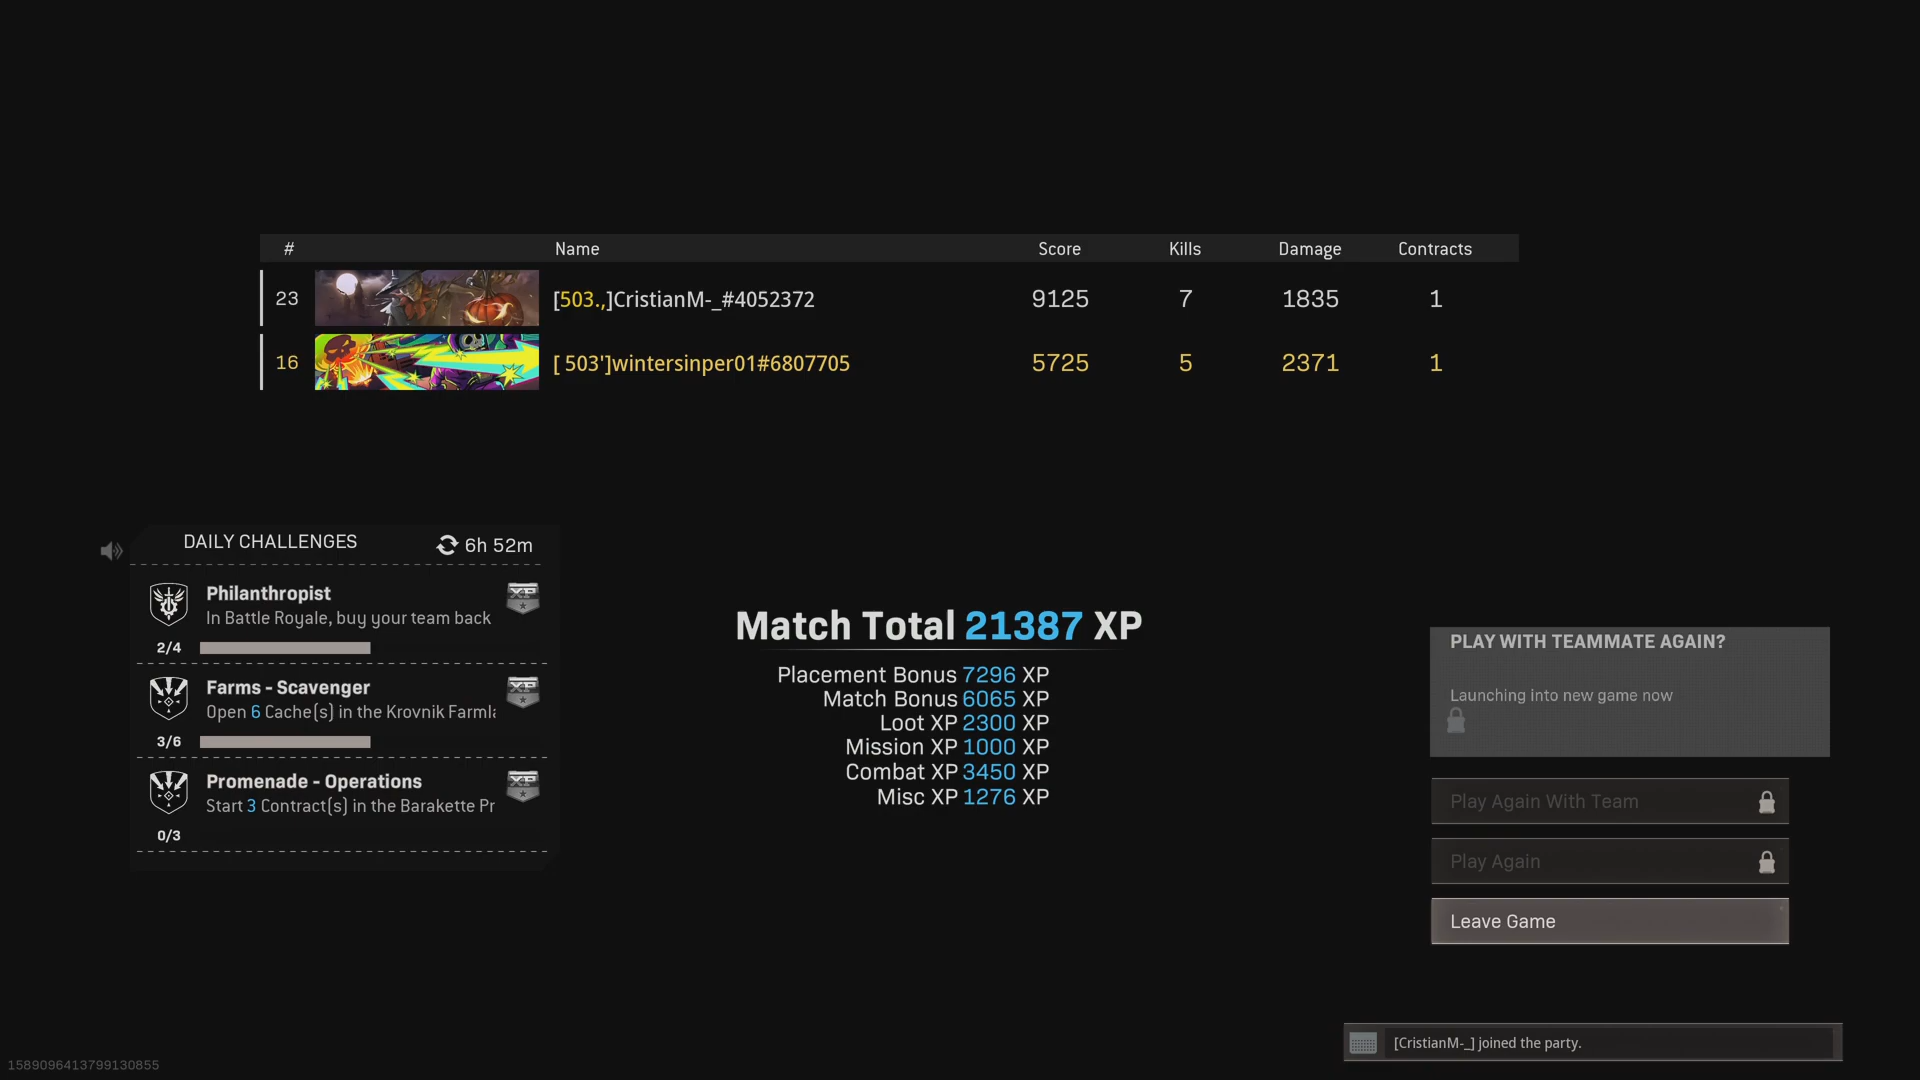 # Name Score Kills Damage Contracts
23 [503.,]CristianM-_#4052372 9125 7 1835 1
16 [ 503']wintersinper01#6807705 5725 5 2371 1
DAILY CHALLENGES 6h 52m
Philanthropist XP
In Battle Royale, buy your team back
2/4
Farms - Scavenger XP
Open 6 Cache(s) in the Krovnik Farmla
3/6
Promenade - Operations XP
Start 3 Contract(s) in the Barakette Pr
0/3
Match Total 21387 XP
Placement Bonus 7296 XP
Match Bonus 6065 XP
Loot XP 2300 XP
Mission XP 1000 XP
Combat XP 3450 XP
Misc XP 1276 XP
PLAY WITH TEAMMATE AGAIN?
Launching into new game now
Play Again With Team
Play Again
Leave Game
[CristianM-_] joined the party.
1589096413799130855